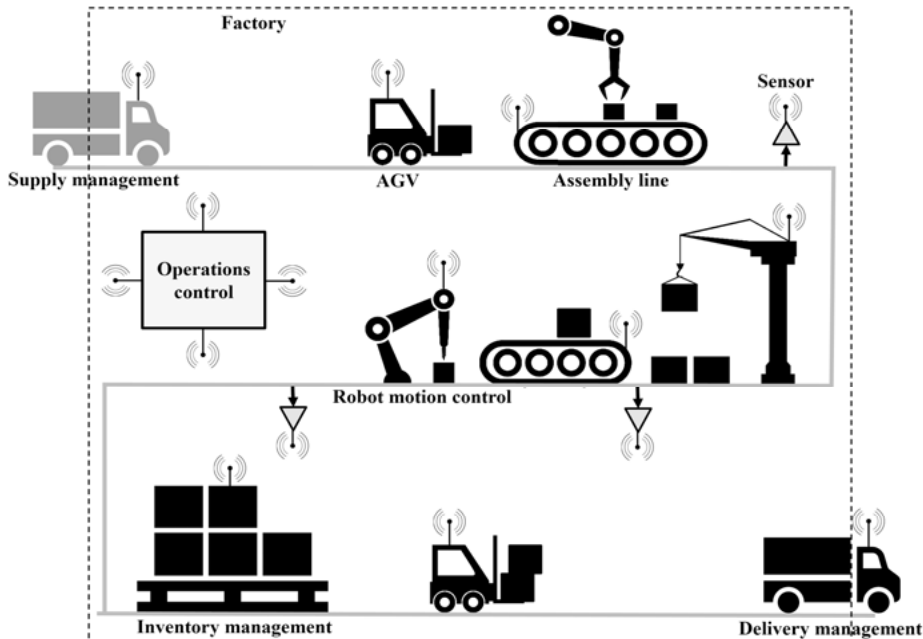 Factory
Sensor
Supply management
AGV
Assembly line
Operations
control
Robot motion control
Inventory management
Delivery management